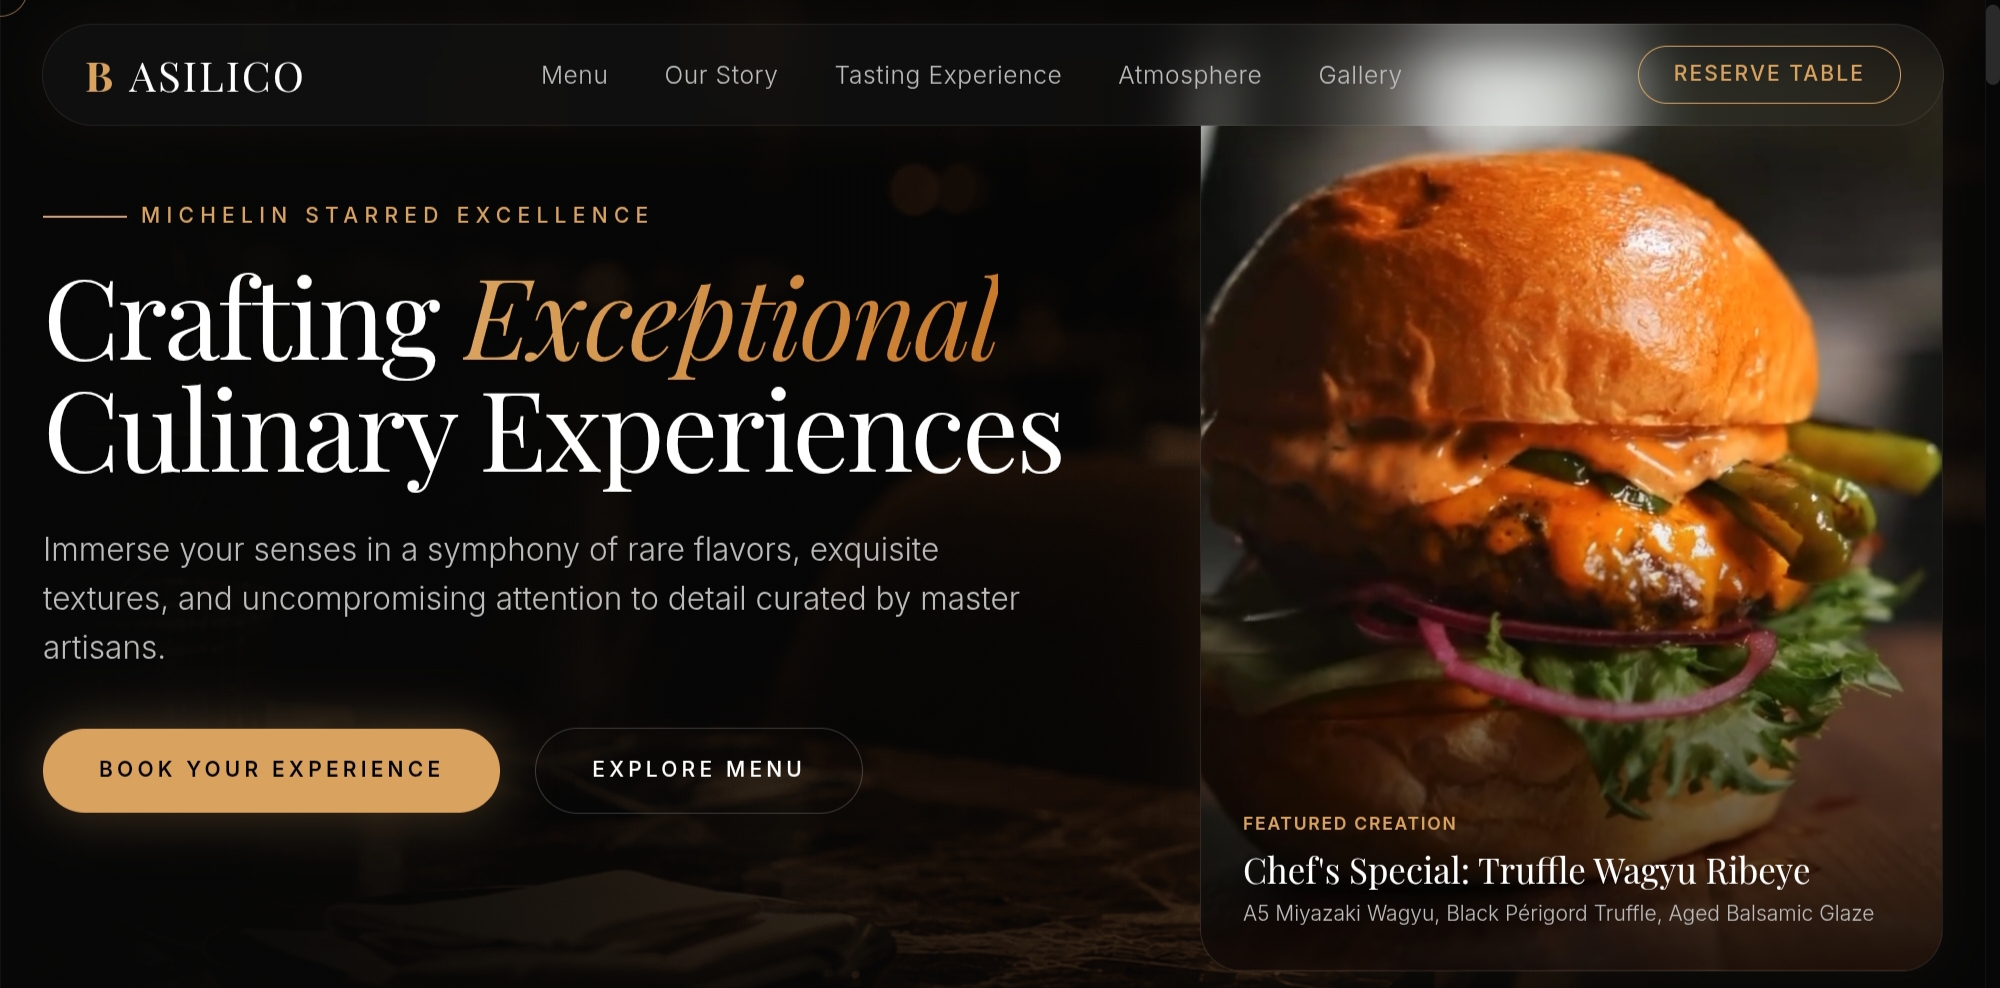 B ASILICO
Menu
Our Story
Tasting Experience
Atmosphere
Gallery
RESERVE TABLE
MICHELIN STARRED EXCELLENCE
Crafting Exceptional
Culinary Experiences
Immerse your senses in a symphony of rare flavors, exquisite
textures, and uncompromising attention to detail curated by master
artisans.
BOOK YOUR EXPERIENCE
EXPLORE MENU
FEATURED CREATION
Chef's Special: Truffle Wagyu Ribeye
A5 Miyazaki Wagyu, Black Périgord Truffle, Aged Balsamic Glaze